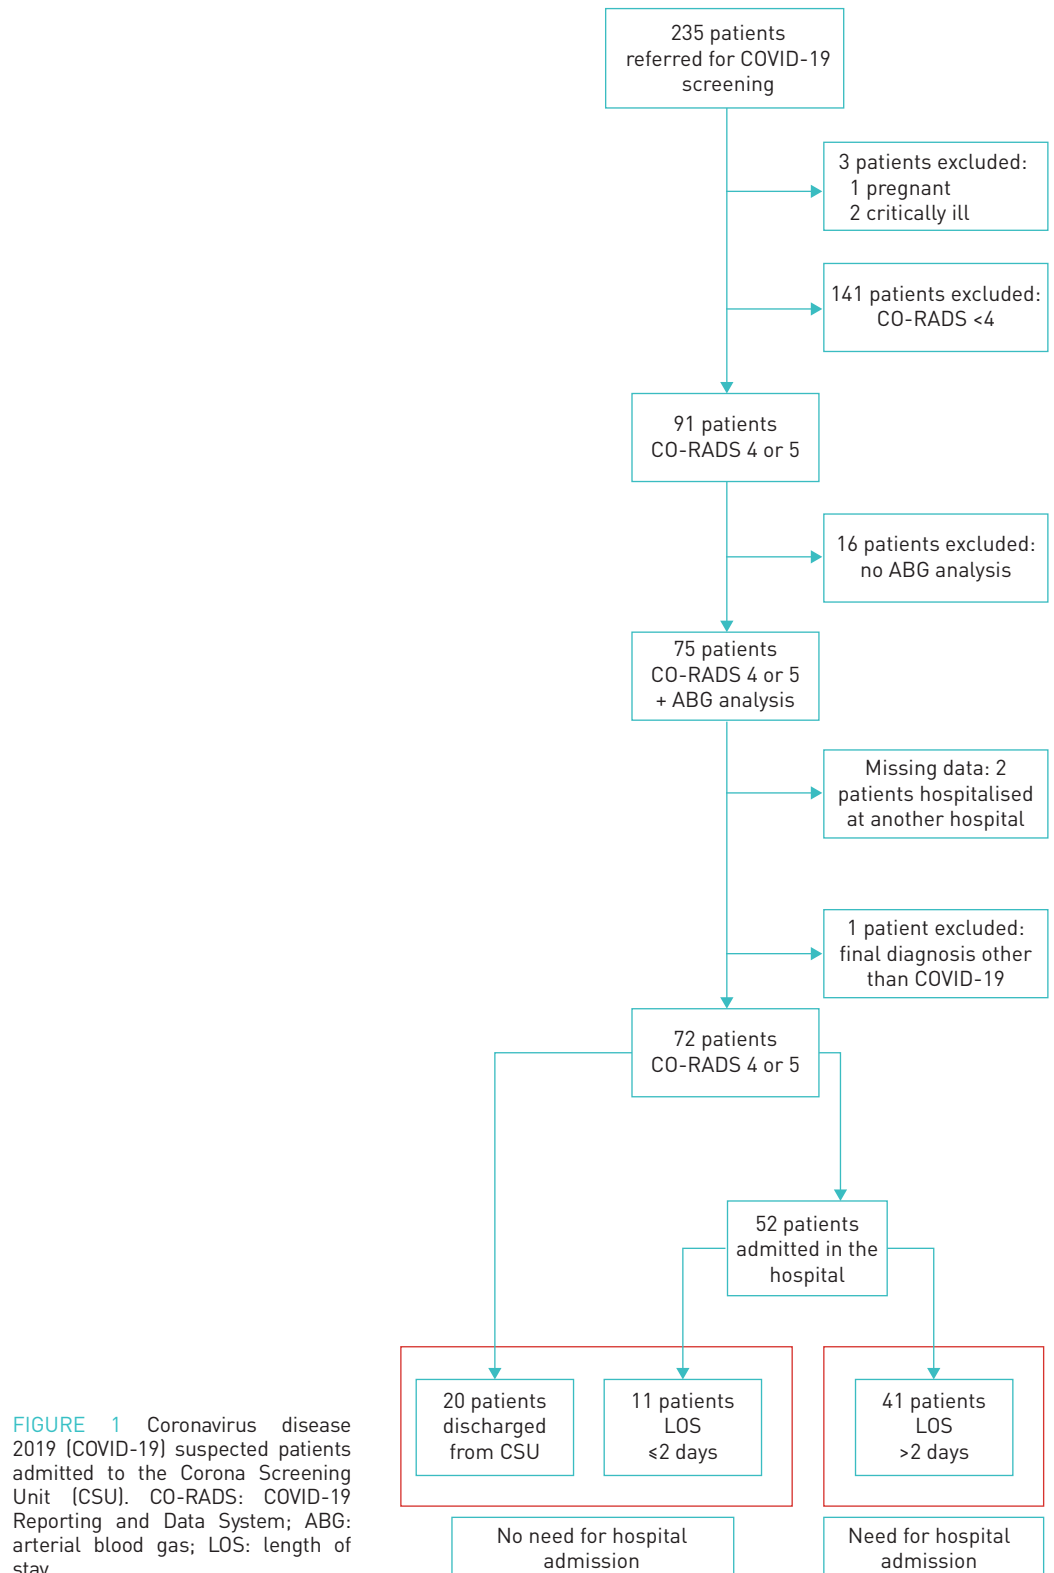 235 patients
referred for COVID-19
screening
3 patients excluded:
1 pregnant
2 critically ill
141 patients excluded:
CO-RADS <4
91 patients
CO-RADS 4 or 5
16 patients excluded:
no ABG analysis
75 patients
CO-RADS 4 or 5
+ ABG analysis
Missing data: 2
patients hospitalised
at another hospital
1 patient excluded:
final diagnosis other
than COVID-19
72 patients
CO-RADS 4 or 5
52 patients
admitted in the
hospital
20 patients
discharged
from CSU
11 patients
LOS
⩽2 days
41 patients
LOS
>2 days
No need for hospital
admission
Need for hospital
admission
FIGURE 1 Coronavirus disease
2019 (COVID-19) suspected patients
admitted to the Corona Screening
Unit (CSU). CO-RADS: COVID-19
Reporting and Data System; ABG:
arterial blood gas; LOS: length of
stay